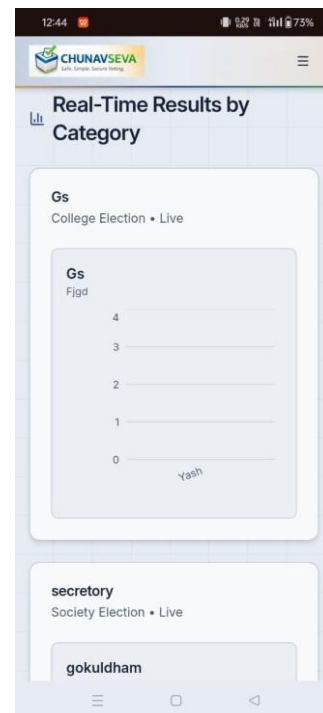 12:44
73%
CHUNAVSEVA
Safe. Simple. Secure Voting.
Real-Time Results by
Category
Gs
College Election • Live
Gs
Fjgd
4
3
2
1
0
Yash
secretory
Society Election • Live
gokuldham